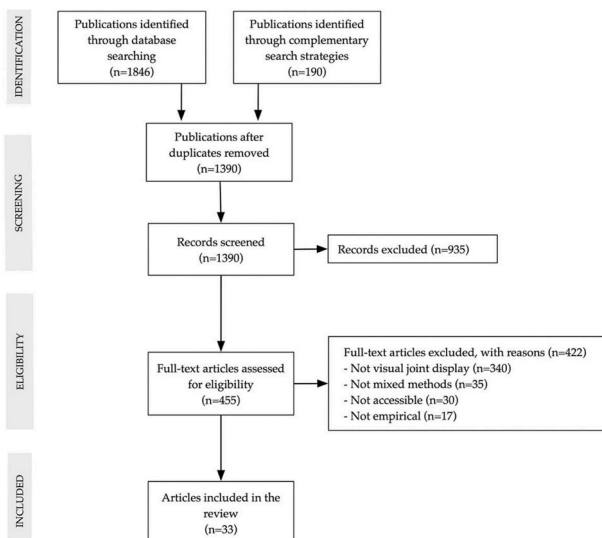 IDENTIFICATION
Publications identified
through database
searching
(n=1846)
Publications identified
through complementary
search strategies
(n=190)
SCREENING
Publications after
duplicates removed
(n=1390)
Records screened
(n=1390)
Records excluded (n=935)
ELIGIBILITY
Full-text articles assessed
for eligibility
(n=455)
Full-text articles excluded, with reasons (n=422)
- Not visual joint display (n=340)
- Not mixed methods (n=35)
- Not accessible (n=30)
- Not empirical (n=17)
INCLUDED
Articles included in the
review
(n=33)